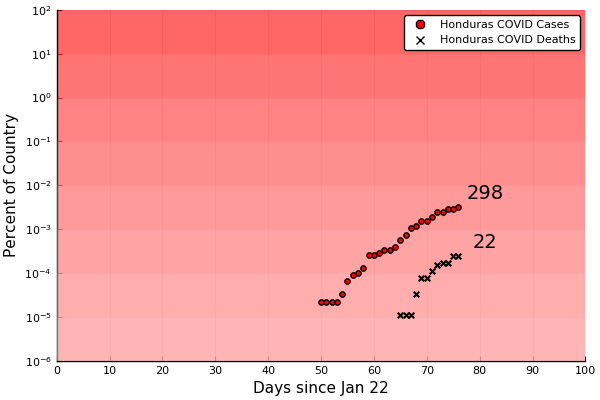 Honduras COVID Cases
Honduras COVID Deaths
10²
10¹
10⁰
10⁻¹
10⁻²
10⁻³
10⁻⁴
10⁻⁵
10⁻⁶
Percent of Country
298
22
0 10 20 30 40 50 60 70 80 90 100
Days since Jan 22